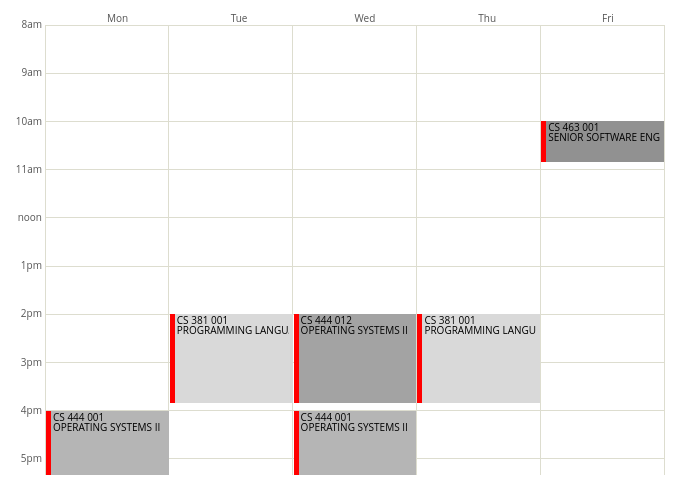 Mon Tue Wed Thu Fri
8am
9am
10am
CS 463 001
SENIOR SOFTWARE ENG
11am
noon
1pm
2pm
CS 381 001
PROGRAMMING LANGU
CS 444 012
OPERATING SYSTEMS II
CS 381 001
PROGRAMMING LANGU
3pm
4pm
CS 444 001
OPERATING SYSTEMS II
CS 444 001
OPERATING SYSTEMS II
5pm